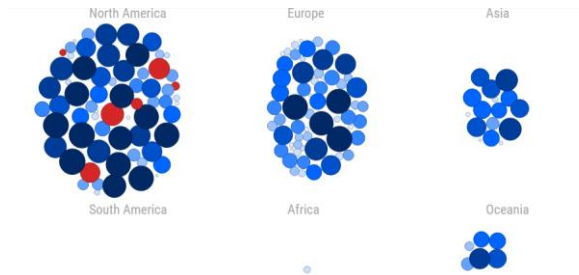 North America
Europe
Asia
South America
Africa
Oceania